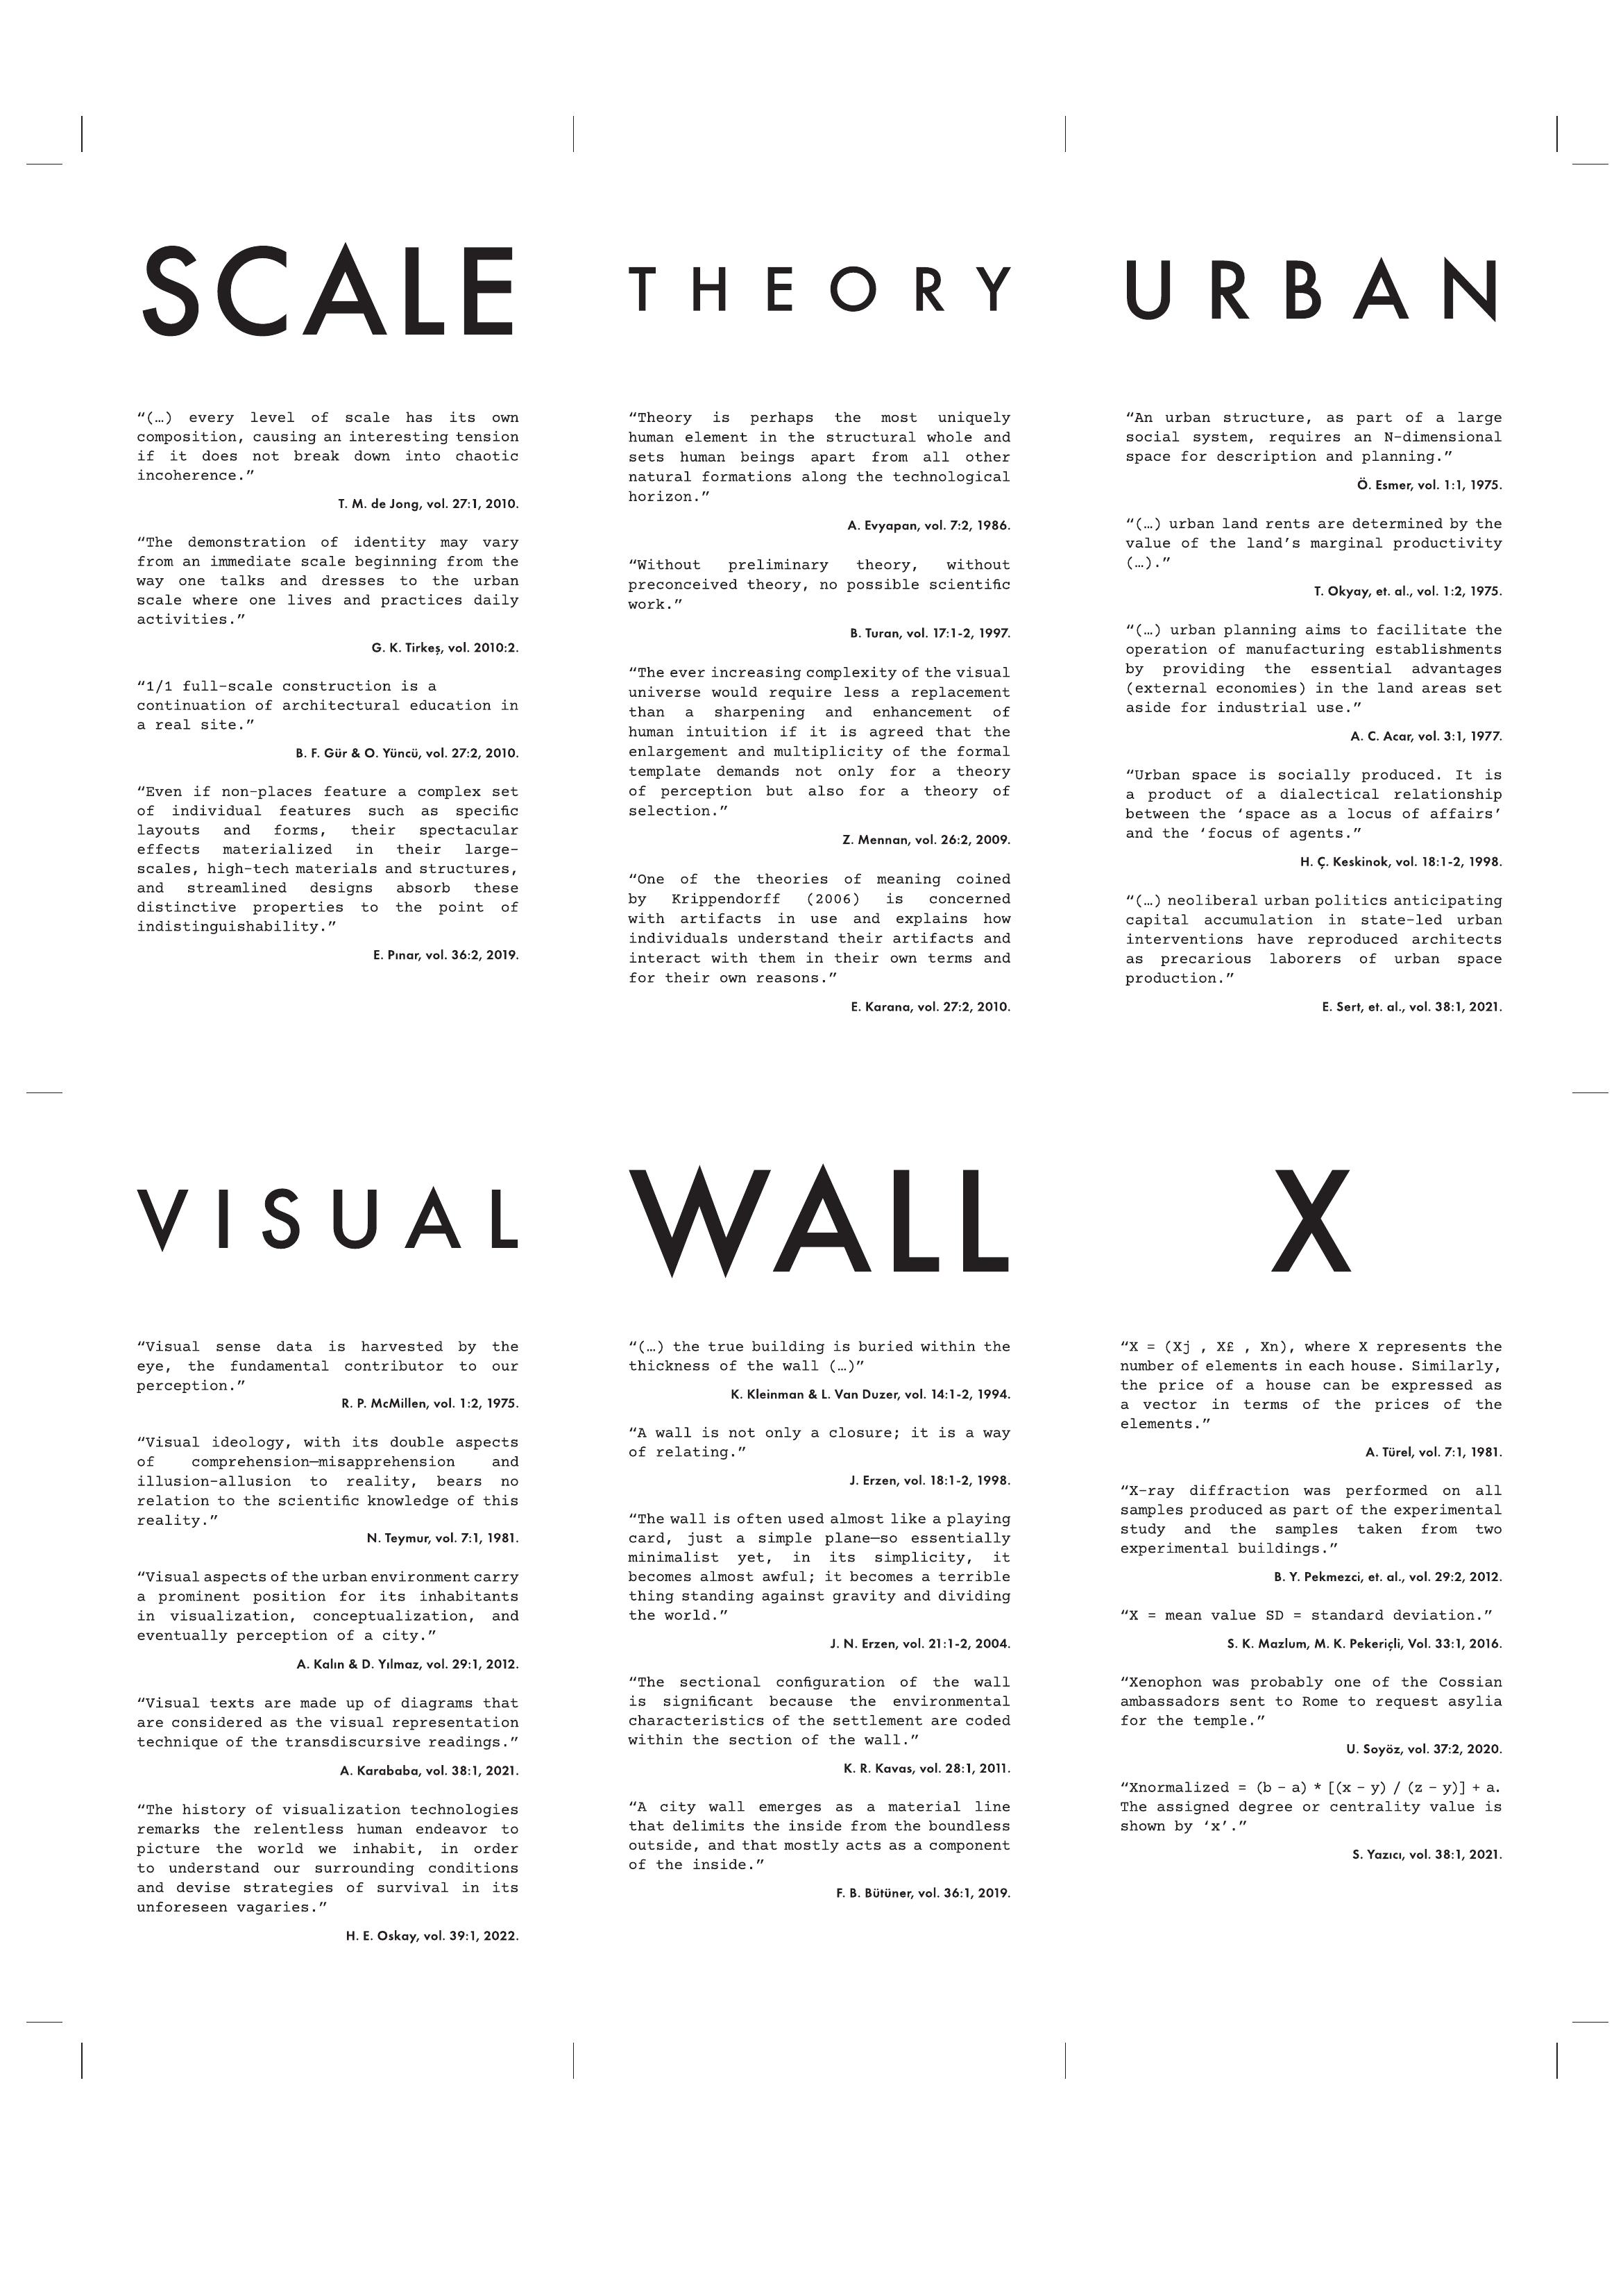 SCALE
“(…) every level of scale has its own
composition, causing an interesting tension
if it does not break down into chaotic
incoherence.”
T. M. de Jong, vol. 27:1, 2010.
“The demonstration of identity may vary
from an immediate scale beginning from the
way one talks and dresses to the urban
scale where one lives and practices daily
activities.”
G. K. Tirkeş, vol. 2010:2.
“1/1 full-scale construction is a
continuation of architectural education in
a real site.”
B. F. Gür & O. Yüncü, vol. 27:2, 2010.
“Even if non-places feature a complex set
of individual features such as specific
layouts and forms, their spectacular
effects materialized in their large-
scales, high-tech materials and structures,
and streamlined designs absorb these
distinctive properties to the point of
indistinguishability.”
E. Pınar, vol. 36:2, 2019.
THEORY
“Theory is perhaps the most uniquely
human element in the structural whole and
sets human beings apart from all other
natural formations along the technological
horizon.”
A. Evyapan, vol. 7:2, 1986.
“Without preliminary theory, without
preconceived theory, no possible scientific
work.”
B. Turan, vol. 17:1-2, 1997.
“The ever increasing complexity of the visual
universe would require less a replacement
than a sharpening and enhancement of
human intuition if it is agreed that the
enlargement and multiplicity of the formal
template demands not only for a theory
of perception but also for a theory of
selection.”
Z. Mennan, vol. 26:2, 2009.
“One of the theories of meaning coined
by Krippendorff (2006) is concerned
with artifacts in use and explains how
individuals understand their artifacts and
interact with them in their own terms and
for their own reasons.”
E. Karana, vol. 27:2, 2010.
URBAN
“An urban structure, as part of a large
social system, requires an N-dimensional
space for description and planning.”
Ö. Esmer, vol. 1:1, 1975.
“(…) urban land rents are determined by the
value of the land’s marginal productivity
(…).”
T. Okyay, et. al., vol. 1:2, 1975.
“(…) urban planning aims to facilitate the
operation of manufacturing establishments
by providing the essential advantages
(external economies) in the land areas set
aside for industrial use.”
A. C. Acar, vol. 3:1, 1977.
“Urban space is socially produced. It is
a product of a dialectical relationship
between the ‘space as a locus of affairs’
and the ‘focus of agents.”
H. Ç. Keskinok, vol. 18:1-2, 1998.
“(…) neoliberal urban politics anticipating
capital accumulation in state-led urban
interventions have reproduced architects
as precarious laborers of urban space
production.”
E. Sert, et. al., vol. 38:1, 2021.
VISUAL
“Visual sense data is harvested by the
eye, the fundamental contributor to our
perception.”
R. P. McMillen, vol. 1:2, 1975.
“Visual ideology, with its double aspects
of comprehension—misapprehension and
illusion-allusion to reality, bears no
relation to the scientific knowledge of this
reality.”
N. Teymur, vol. 7:1, 1981.
“Visual aspects of the urban environment carry
a prominent position for its inhabitants
in visualization, conceptualization, and
eventually perception of a city.”
A. Kalın & D. Yılmaz, vol. 29:1, 2012.
“Visual texts are made up of diagrams that
are considered as the visual representation
technique of the transdiscursive readings.”
A. Karababa, vol. 38:1, 2021.
“The history of visualization technologies
remarks the relentless human endeavor to
picture the world we inhabit, in order
to understand our surrounding conditions
and devise strategies of survival in its
unforeseen vagaries.”
H. E. Oskay, vol. 39:1, 2022.
WALL
“(…) the true building is buried within the
thickness of the wall (…)”
K. Kleinman & L. Van Duzer, vol. 14:1-2, 1994.
“A wall is not only a closure; it is a way
of relating.”
J. Erzen, vol. 18:1-2, 1998.
“The wall is often used almost like a playing
card, just a simple plane—so essentially
minimalist yet, in its simplicity, it
becomes almost awful; it becomes a terrible
thing standing against gravity and dividing
the world.”
J. N. Erzen, vol. 21:1-2, 2004.
“The sectional configuration of the wall
is significant because the environmental
characteristics of the settlement are coded
within the section of the wall.”
K. R. Kavas, vol. 28:1, 2011.
“A city wall emerges as a material line
that delimits the inside from the boundless
outside, and that mostly acts as a component
of the inside.”
F. B. Bütüner, vol. 36:1, 2019.
X
“X = (Xj , X£ , Xn), where X represents the
number of elements in each house. Similarly,
the price of a house can be expressed as
a vector in terms of the prices of the
elements.”
A. Türel, vol. 7:1, 1981.
“X-ray diffraction was performed on all
samples produced as part of the experimental
study and the samples taken from two
experimental buildings.”
B. Y. Pekmezci, et. al., vol. 29:2, 2012.
“X = mean value SD = standard deviation.”
S. K. Mazlum, M. K. Pekeriçli, Vol. 33:1, 2016.
“Xenophon was probably one of the Cossian
ambassadors sent to Rome to request asylia
for the temple.”
U. Soyöz, vol. 37:2, 2020.
“Xnormalized = (b – a) * [(x – y) / (z – y)] + a.
The assigned degree or centrality value is
shown by ‘x’.”
S. Yazıcı, vol. 38:1, 2021.